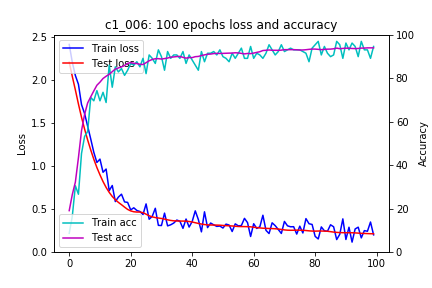 c1_006: 100 epochs loss and accuracy
Train loss
Test loss
Train acc
Test acc
Loss
Accuracy
2.5
2.0
1.5
1.0
0.5
0.0
100
80
60
40
20
0
0
20
40
60
80
100